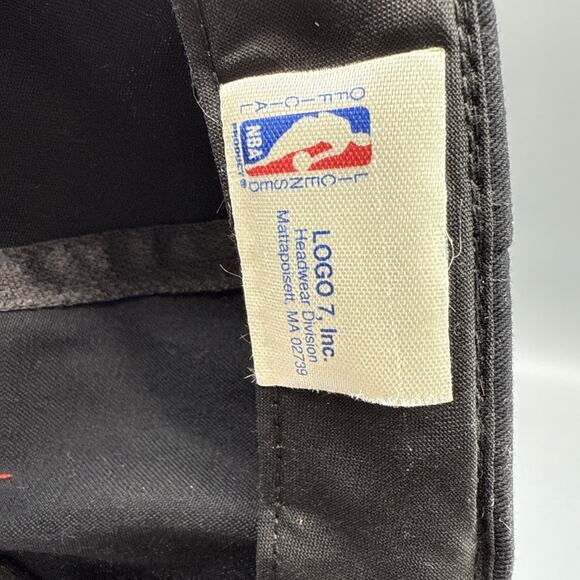 OFFICIAL
NBA
PRODUCT ®
LICENSED
LOGO 7, Inc.
Headwear Division
Mattapoisett. MA 02739